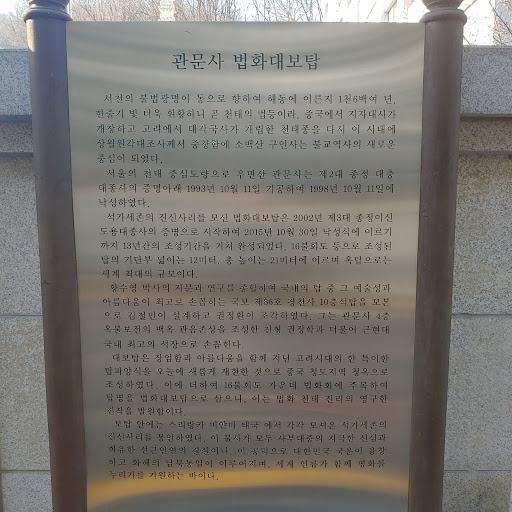 관문사 법화대보탑
서천의 불법광명이 동으로 향하여 해동에 이른지 1천6백여 년,
한줄기 빛 더욱 현황하니 곧 천태의 법등이라. 중국에서 지자대사가
개창하고 고려에서 대각국사가 개립한 천태종을 다시 이 시대에
상월원각대조사께서 중창함에 소백산 구인사는 불교역사의 새로운
중심이 되었다.
서울의 천태 중심도량으로 우면산 관문사는 제2대 종정 대충
대종사의 증명아래 1993년 10월 11일 기공하여 1998년 10월 11일에
낙성하였다.
석가세존의 진신사리를 모신 법화대보탑은 2002년 제3대 종정이신
도용대종사의 증명으로 시작하여 2015년 10월 30일 낙성식에 이르기
까지 13년간의 조성기간을 거쳐 완성되었다. 16불회도 등으로 조성된
탑의 기단부 넓이는 12미터, 총 높이는 21미터에 이르며 옥탑으로는
세계 최대의 규모이다.
황수영 박사의 자문과 연구를 종합하여 국내의 탑 중 그 예술성과
아름다움이 최고로 손꼽히는 국보 제86호 경천사 10층석탑을 모본
으로 김철민이 설계하고 권정환이 조각하였다. 그는 관문사 4층
옥불보전의 백옥 관음존상을 조성한 친형 권정학과 더불어 근현대
국내 최고의 석장으로 손꼽힌다.
대보탑은 장엄함과 아름다움을 함께 지닌 고려시대의 한 특이한
탑파양식을 오늘에 새롭게 재현한 것으로 중국 청도지역 청옥으로
조성하였다. 이에 더하여 16불회도 가운데 법화회에 주목하여
탑명을 법화대보탑으로 삼으니, 이는 법화 천태 진리의 영구한
진작을 발원함이다.
보탑 안에는 스리랑카 미얀마 태국 에서 각각 모셔온 석가세존의
진신사리를 봉안하였다. 이 불사가 모두 사부대중의 지극한 신심과
희유한 선근인연의 결실이니, 이 공덕으로 대한민국 국운이 융창
하고 화해의 남북통일이 이루어지며, 세계 인류가 함께 평화를
누리기를 기원하는 바이다.